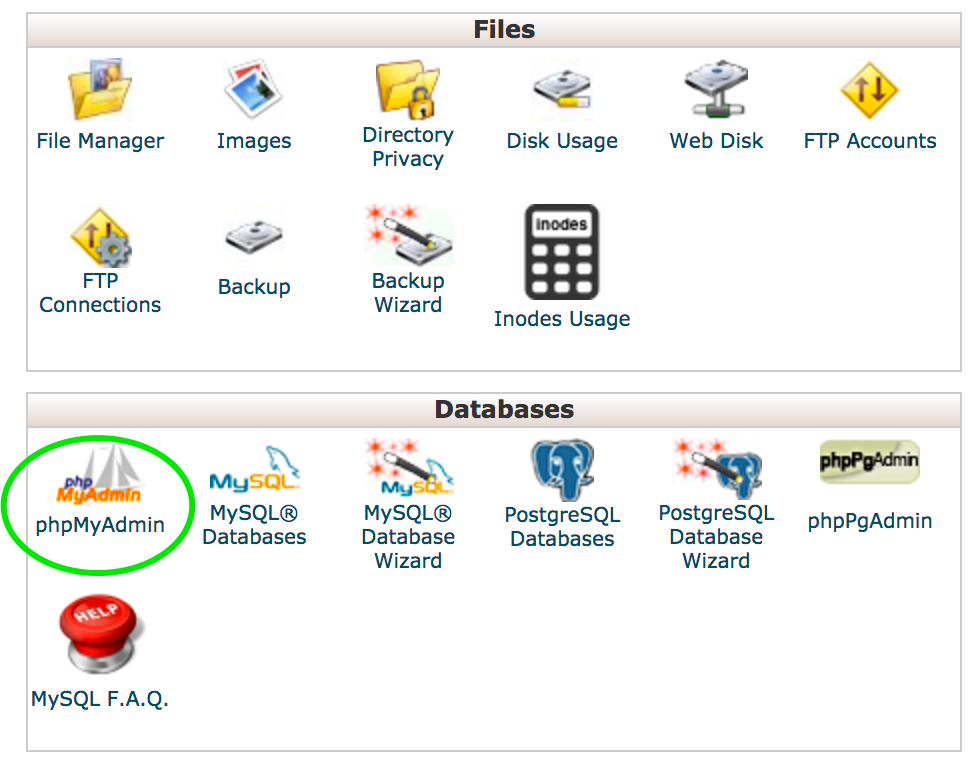 Files
File Manager
Images
Directory
Privacy
Disk Usage
Web Disk
FTP Accounts
FTP
Connections
Backup
Backup
Wizard
Inodes
Inodes Usage
Databases
php
MyAdmin
phpMyAdmin
MySQL
MySQL®
Databases
MySQL
MySQL®
Database
Wizard
PostgreSQL
Databases
PostgreSQL
Database
Wizard
phpPgAdmin
phpPgAdmin
HELP
MySQL F.A.Q.